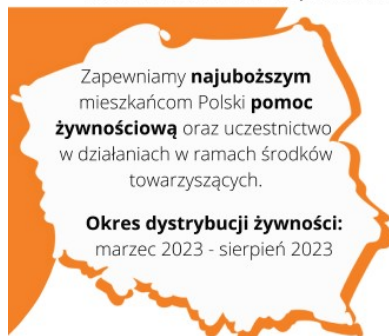 Zapewniamy najuboższym
mieszkańcom Polski pomoc
żywnościową oraz uczestnictwo
w działaniach w ramach środków
towarzyszących.
Okres dystrybucji żywności:
marzec 2023 - sierpień 2023